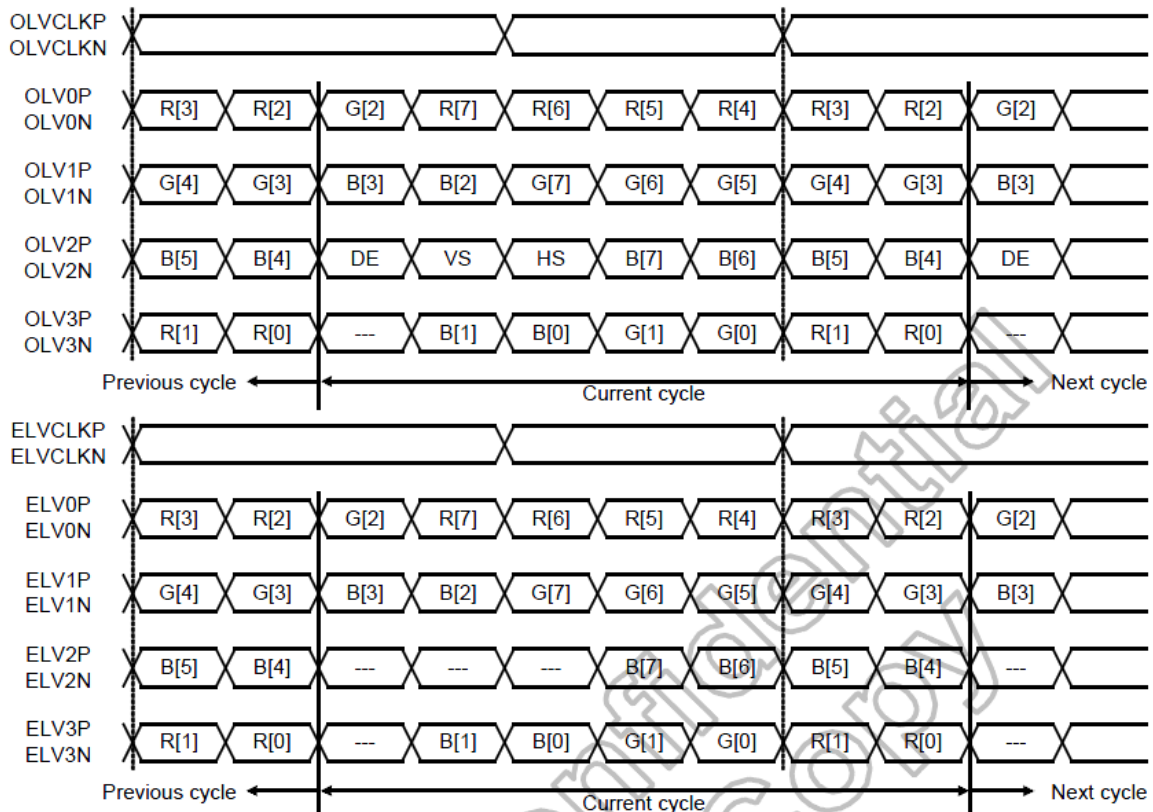 OLVCLKP
OLVCLKN
OLV0P
OLV0N
R[3] R[2] G[2] R[7] R[6] R[5] R[4] R[3] R[2] G[2]
OLV1P
OLV1N
G[4] G[3] B[3] B[2] G[7] G[6] G[5] G[4] G[3] B[3]
OLV2P
OLV2N
B[5] B[4] DE VS HS B[7] B[6] B[5] B[4] DE
OLV3P
OLV3N
R[1] R[0] --- B[1] B[0] G[1] G[0] R[1] R[0] ---
Previous cycle Current cycle Next cycle
ELVCLKP
ELVCLKN
ELV0P
ELV0N
R[3] R[2] G[2] R[7] R[6] R[5] R[4] R[3] R[2] G[2]
ELV1P
ELV1N
G[4] G[3] B[3] B[2] G[7] G[6] G[5] G[4] G[3] B[3]
ELV2P
ELV2N
B[5] B[4] --- --- --- B[7] B[6] B[5] B[4] ---
ELV3P
ELV3N
R[1] R[0] --- B[1] B[0] G[1] G[0] R[1] R[0] ---
Previous cycle Current cycle Next cycle
nfidential
Copy